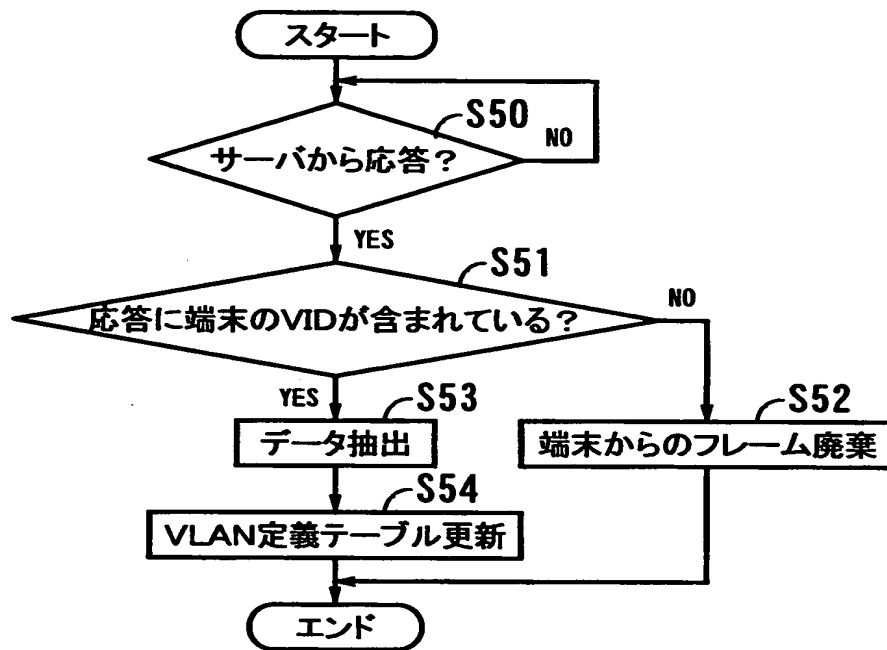 スタート
S50
サーバから応答?
NO
YES
S51
応答に端末のVIDが含まれている?
NO
YES
S53
データ抽出
S52
端末からのフレーム廃棄
S54
VLAN定義テーブル更新
エンド